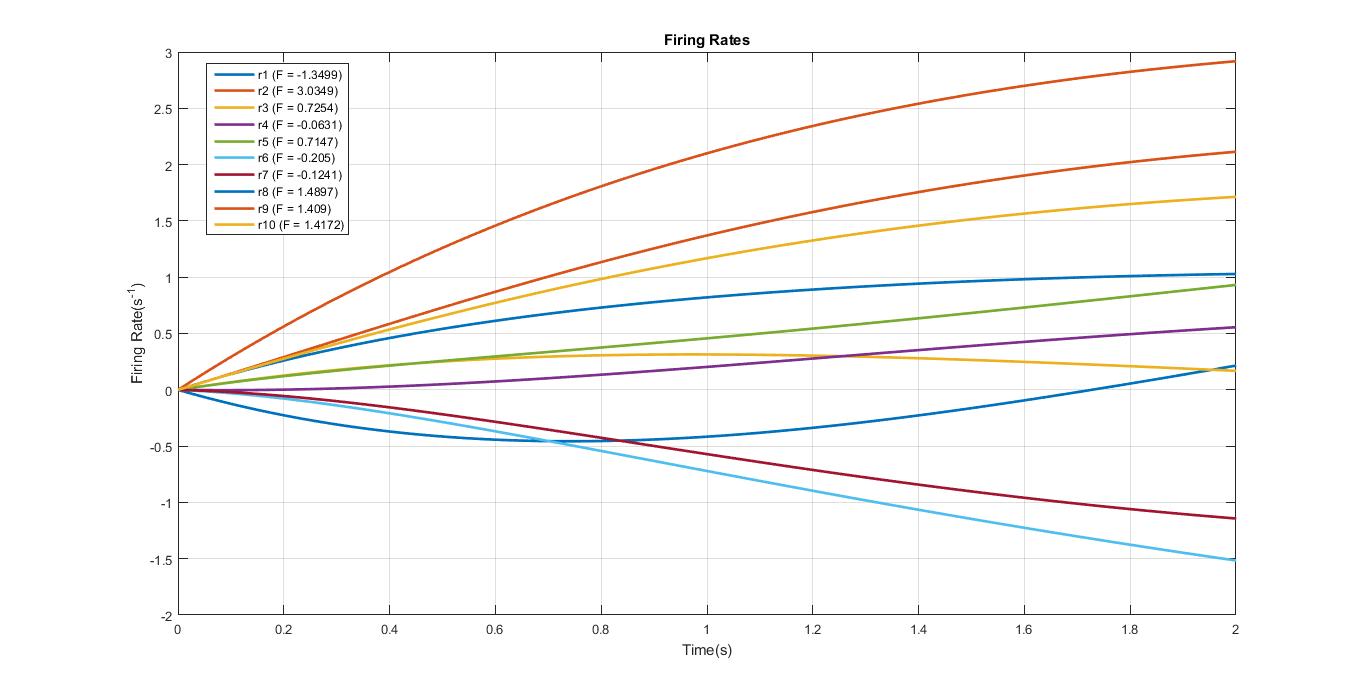 Firing Rates
r1 (F = -1.3499)
r2 (F = 3.0349)
r3 (F = 0.7254)
r4 (F = -0.0631)
r5 (F = 0.7147)
r6 (F = -0.205)
r7 (F = -0.1241)
r8 (F = 1.4897)
r9 (F = 1.409)
r10 (F = 1.4172)
3
2.5
2
1.5
1
0.5
0
-0.5
-1
-1.5
-2
Firing Rate(s⁻¹)
0 0.2 0.4 0.6 0.8 1 1.2 1.4 1.6 1.8 2
Time(s)